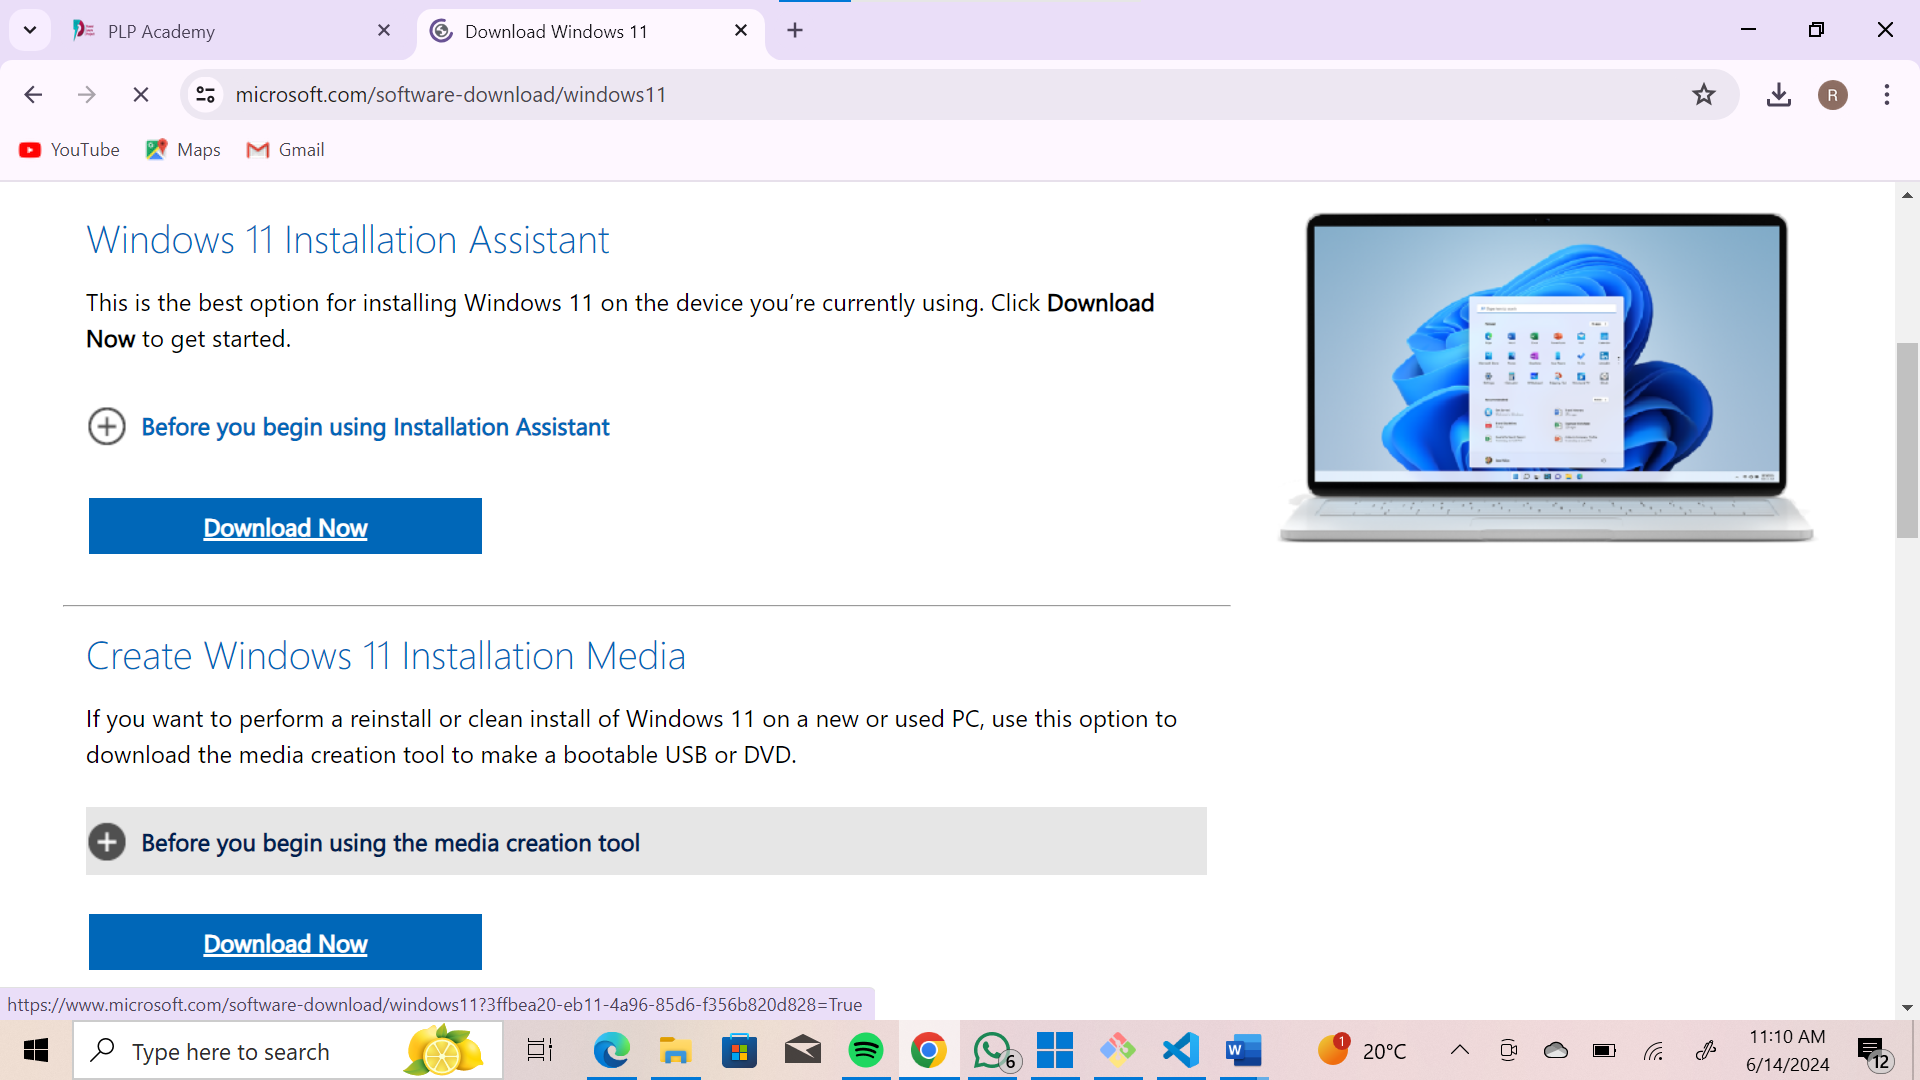 PLP Academy
Download Windows 11
microsoft.com/software-download/windows11
R
YouTube
Maps
Gmail
Windows 11 Installation Assistant
This is the best option for installing Windows 11 on the device you’re currently using. Click Download
Now to get started.
Before you begin using Installation Assistant
Download Now
Create Windows 11 Installation Media
If you want to perform a reinstall or clean install of Windows 11 on a new or used PC, use this option to
download the media creation tool to make a bootable USB or DVD.
Before you begin using the media creation tool
Download Now
https://www.microsoft.com/software-download/windows11?3ffbea20-eb11-4a96-85d6-f356b820d828=True
Type here to search
6
W
1
20°C
11:10 AM
6/14/2024
12